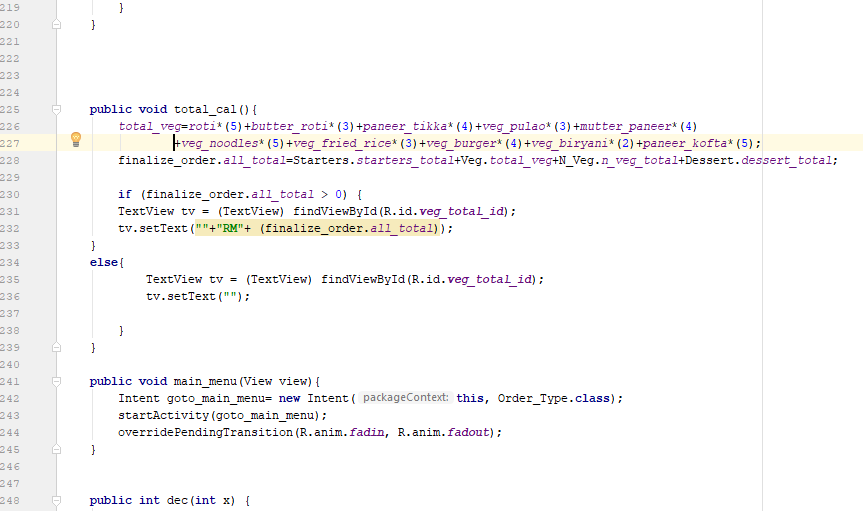 219 }
220 }
221
222
223
224
225 public void total_cal(){
226 total_veg=roti*(5)+butter_roti*(3)+paneer_tikka*(4)+veg_pulao*(3)+mutter_paneer*(4)
227 +veg_noodles*(5)+veg_fried_rice*(3)+veg_burger*(4)+veg_biryani*(2)+paneer_kofta*(5);
228 finalize_order.all_total=Starters.starters_total+Veg.total_veg+N_Veg.n_veg_total+Dessert.dessert_total;
229
230 if (finalize_order.all_total > 0) {
231 TextView tv = (TextView) findViewById(R.id.veg_total_id);
232 tv.setText(""+"RM"+ (finalize_order.all_total));
233 }
234 else{
235 TextView tv = (TextView) findViewById(R.id.veg_total_id);
236 tv.setText("");
237
238 }
239 }
240
241 public void main_menu(View view){
242 Intent goto_main_menu= new Intent( packageContext: this, Order_Type.class);
243 startActivity(goto_main_menu);
244 overridePendingTransition(R.anim.fadin, R.anim.fadout);
245 }
246
247
248 public int dec(int x) {